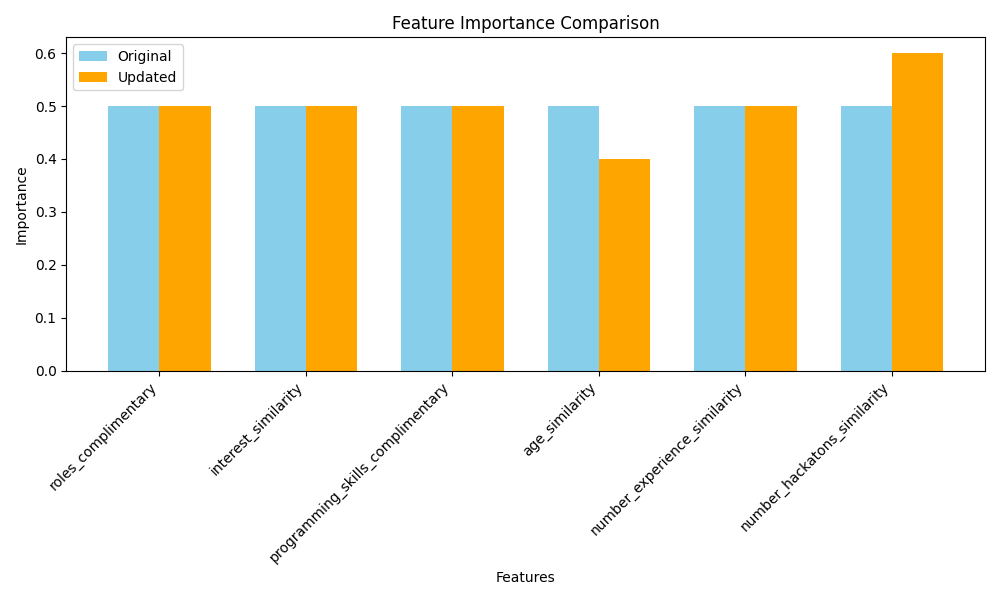 Feature Importance Comparison
Original
Updated
Importance
0.6
0.5
0.4
0.3
0.2
0.1
0.0
roles_complimentary
interest_similarity
programming_skills_complimentary
age_similarity
number_experience_similarity
number_hackatons_similarity
Features